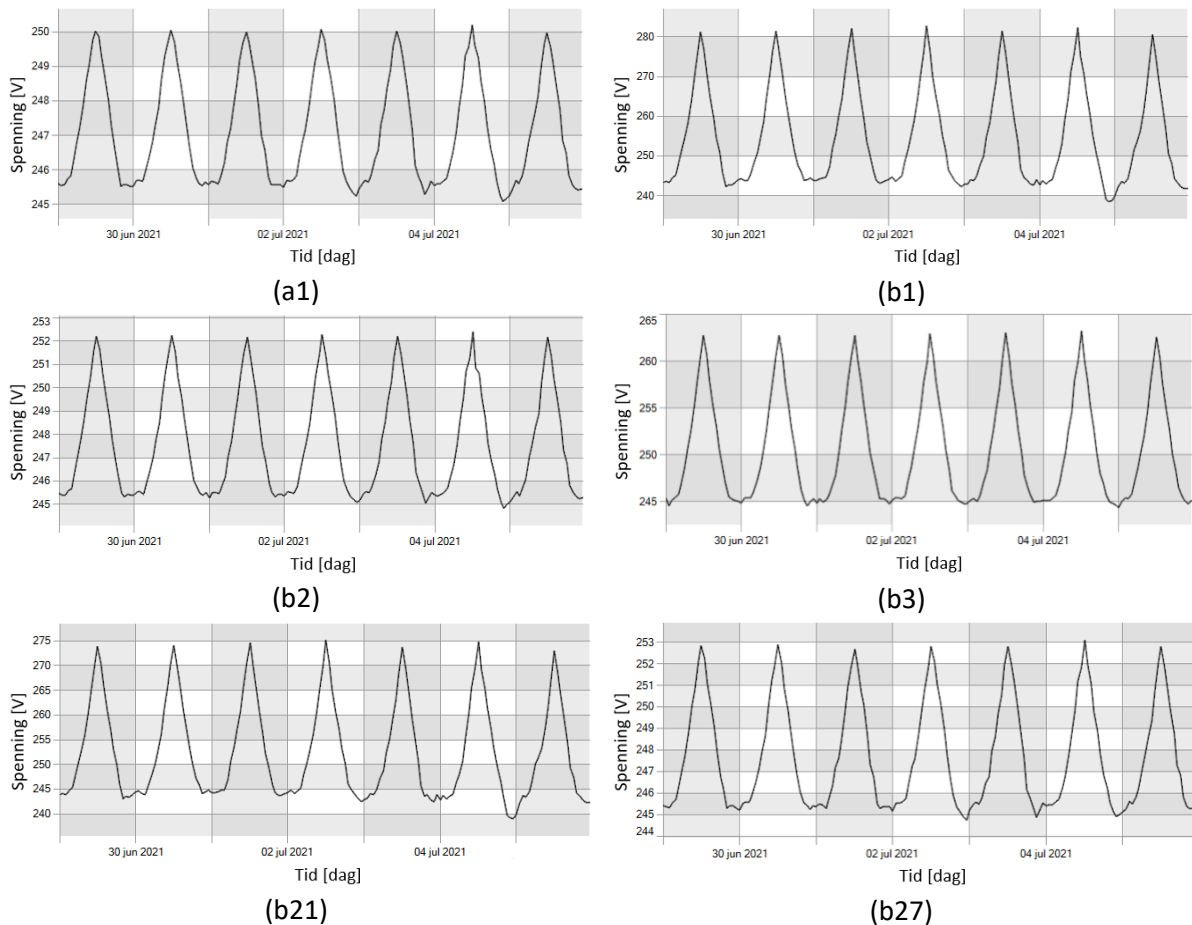 Spenning [V]
250
249
248
247
246
245
30 jun 2021
02 jul 2021
04 jul 2021
Tid [dag]
(a1)
Spenning [V]
280
270
260
250
240
30 jun 2021
02 jul 2021
04 jul 2021
Tid [dag]
(b1)
Spenning [V]
253
252
251
250
249
248
247
246
245
30 jun 2021
02 jul 2021
04 jul 2021
Tid [dag]
(b2)
Spenning [V]
265
260
255
250
245
30 jun 2021
02 jul 2021
04 jul 2021
Tid [dag]
(b3)
Spenning [V]
275
270
265
260
255
250
245
240
30 jun 2021
02 jul 2021
04 jul 2021
Tid [dag]
(b21)
Spenning [V]
253
252
251
250
249
248
247
246
245
244
30 jun 2021
02 jul 2021
04 jul 2021
Tid [dag]
(b27)